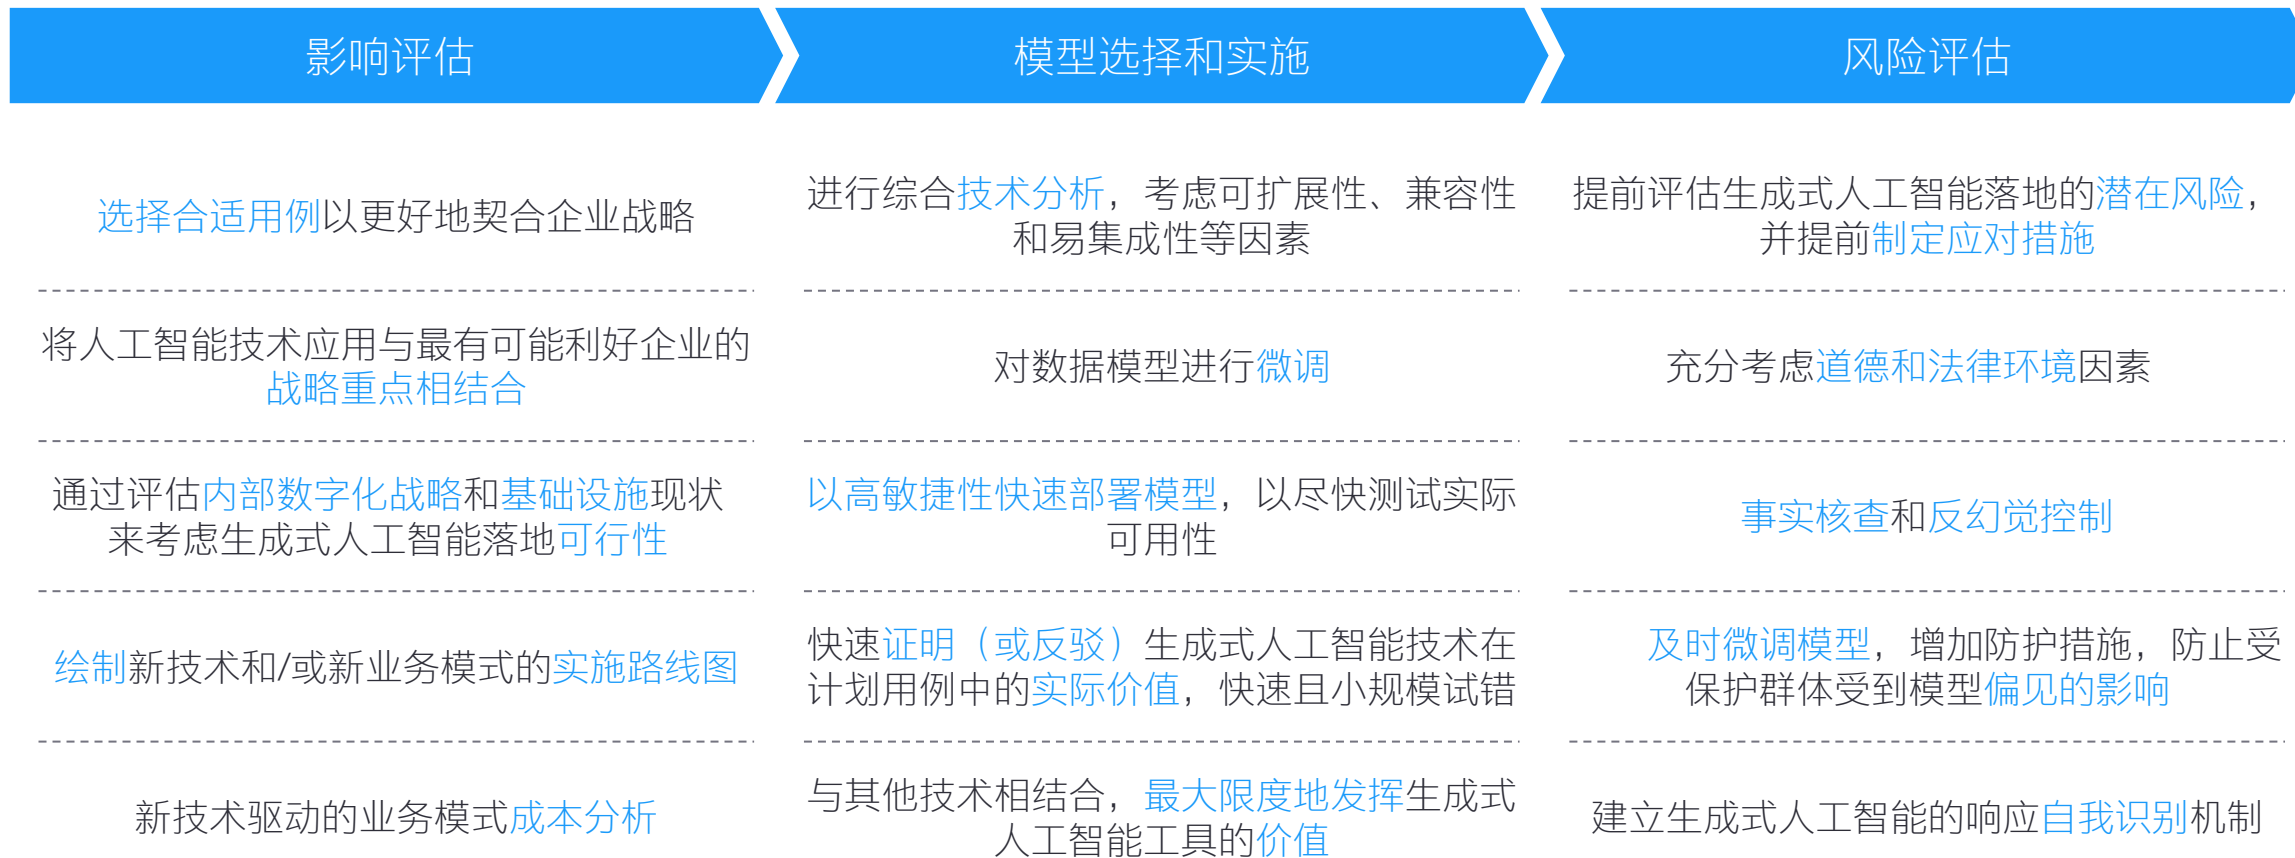 影响评估
模型选择和实施
风险评估
选择合适用例以更好地契合企业战略
进行综合技术分析，考虑可扩展性、兼容性
和易集成性等因素
提前评估生成式人工智能落地的潜在风险，
并提前制定应对措施
将人工智能技术应用与最有可能利好企业的
战略重点相结合
对数据模型进行微调
充分考虑道德和法律环境因素
通过评估内部数字化战略和基础设施现状
来考虑生成式人工智能落地可行性
以高敏捷性快速部署模型，以尽快测试实际
可用性
事实核查和反幻觉控制
绘制新技术和/或新业务模式的实施路线图
快速证明（或反驳）生成式人工智能技术在
计划用例中的实际价值，快速且小规模试错
及时微调模型，增加防护措施，防止受
保护群体受到模型偏见的影响
新技术驱动的业务模式成本分析
与其他技术相结合，最大限度地发挥生成式
人工智能工具的价值
建立生成式人工智能的响应自我识别机制